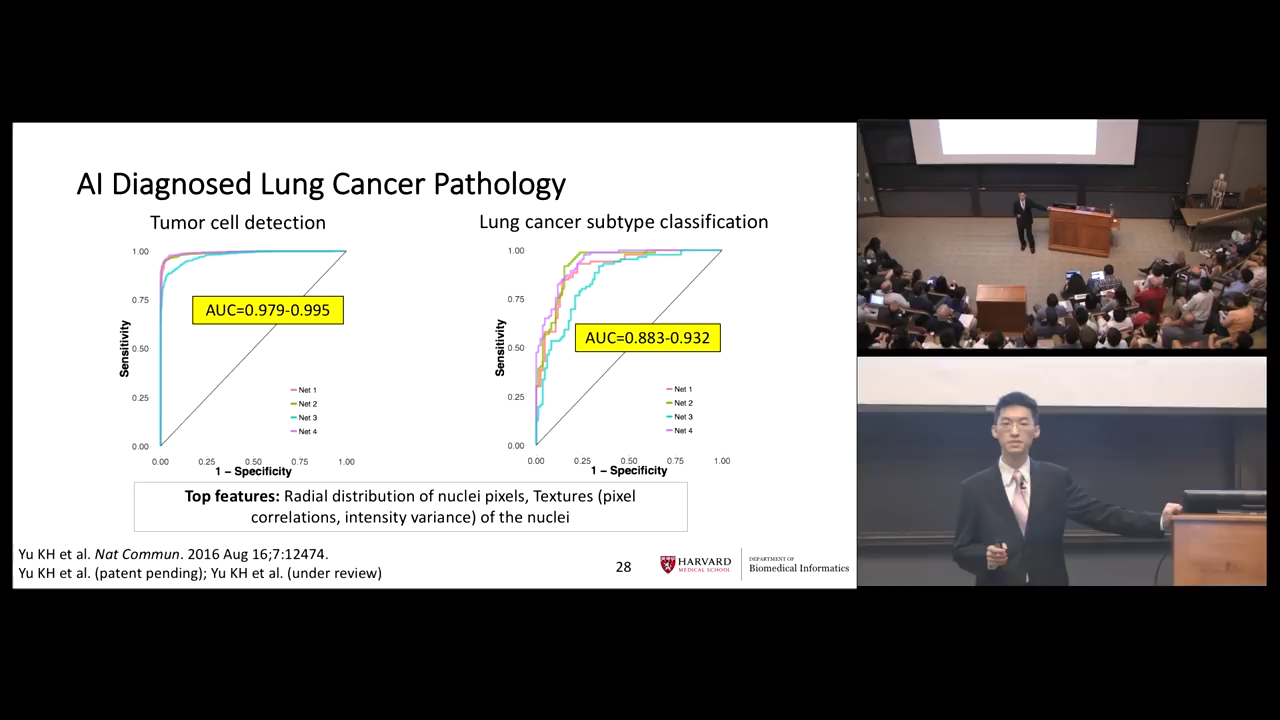 AI Diagnosed Lung Cancer Pathology
Tumor cell detection
1.00
0.75
0.50
0.25
0.00
Sensitivity
AUC=0.979-0.995
Net 1
Net 2
Net 3
Net 4
0.00 0.25 0.50 0.75 1.00
1 – Specificity
Lung cancer subtype classification
1.00
0.75
0.50
0.25
0.00
Sensitivity
AUC=0.883-0.932
Net 1
Net 2
Net 3
Net 4
0.00 0.25 0.50 0.75 1.00
1 – Specificity
Top features: Radial distribution of nuclei pixels, Textures (pixel
correlations, intensity variance) of the nuclei
Yu KH et al. Nat Commun. 2016 Aug 16;7:12474.
Yu KH et al. (patent pending); Yu KH et al. (under review)
28
HARVARD
MEDICAL SCHOOL
DEPARTMENT OF
Biomedical Informatics